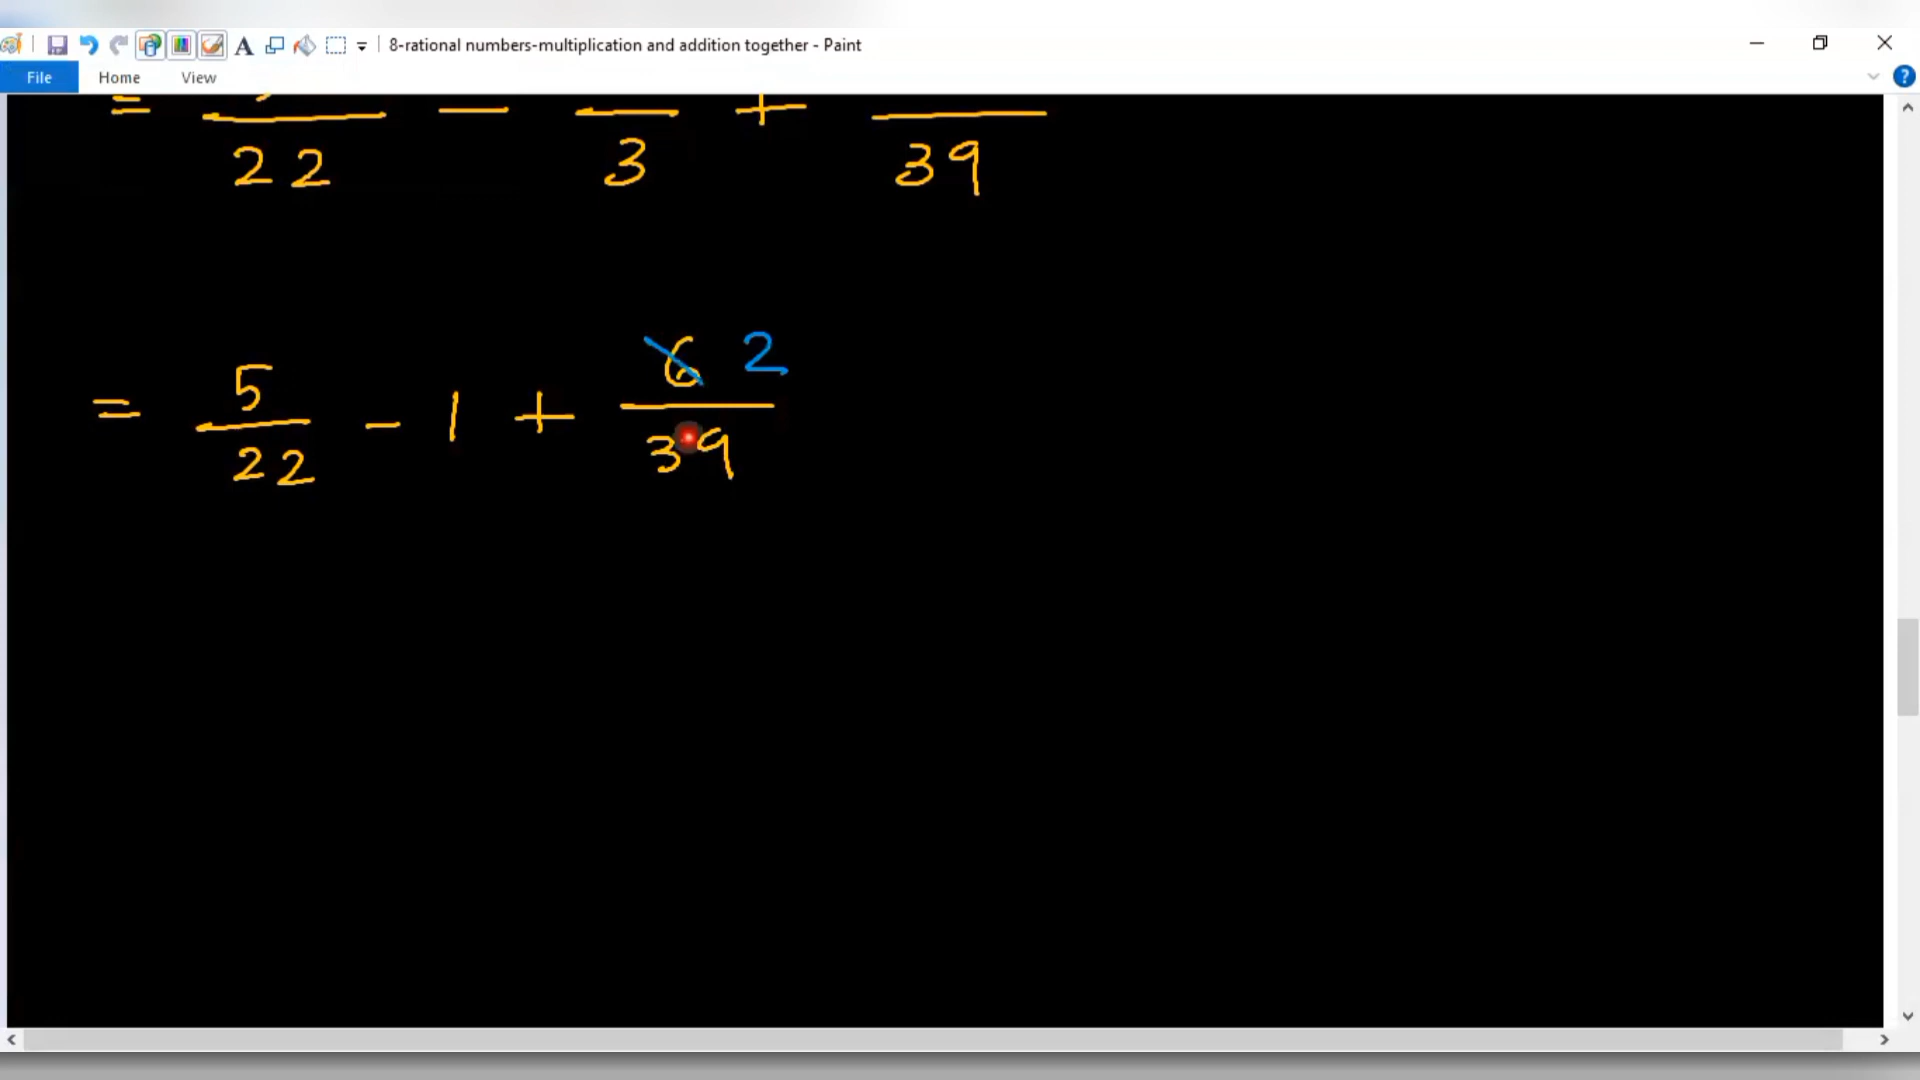 8-rational numbers-multiplication and addition together - Paint
File Home View
= — - — + —
22 3 39
= 5/22 - 1 + 6/39 2